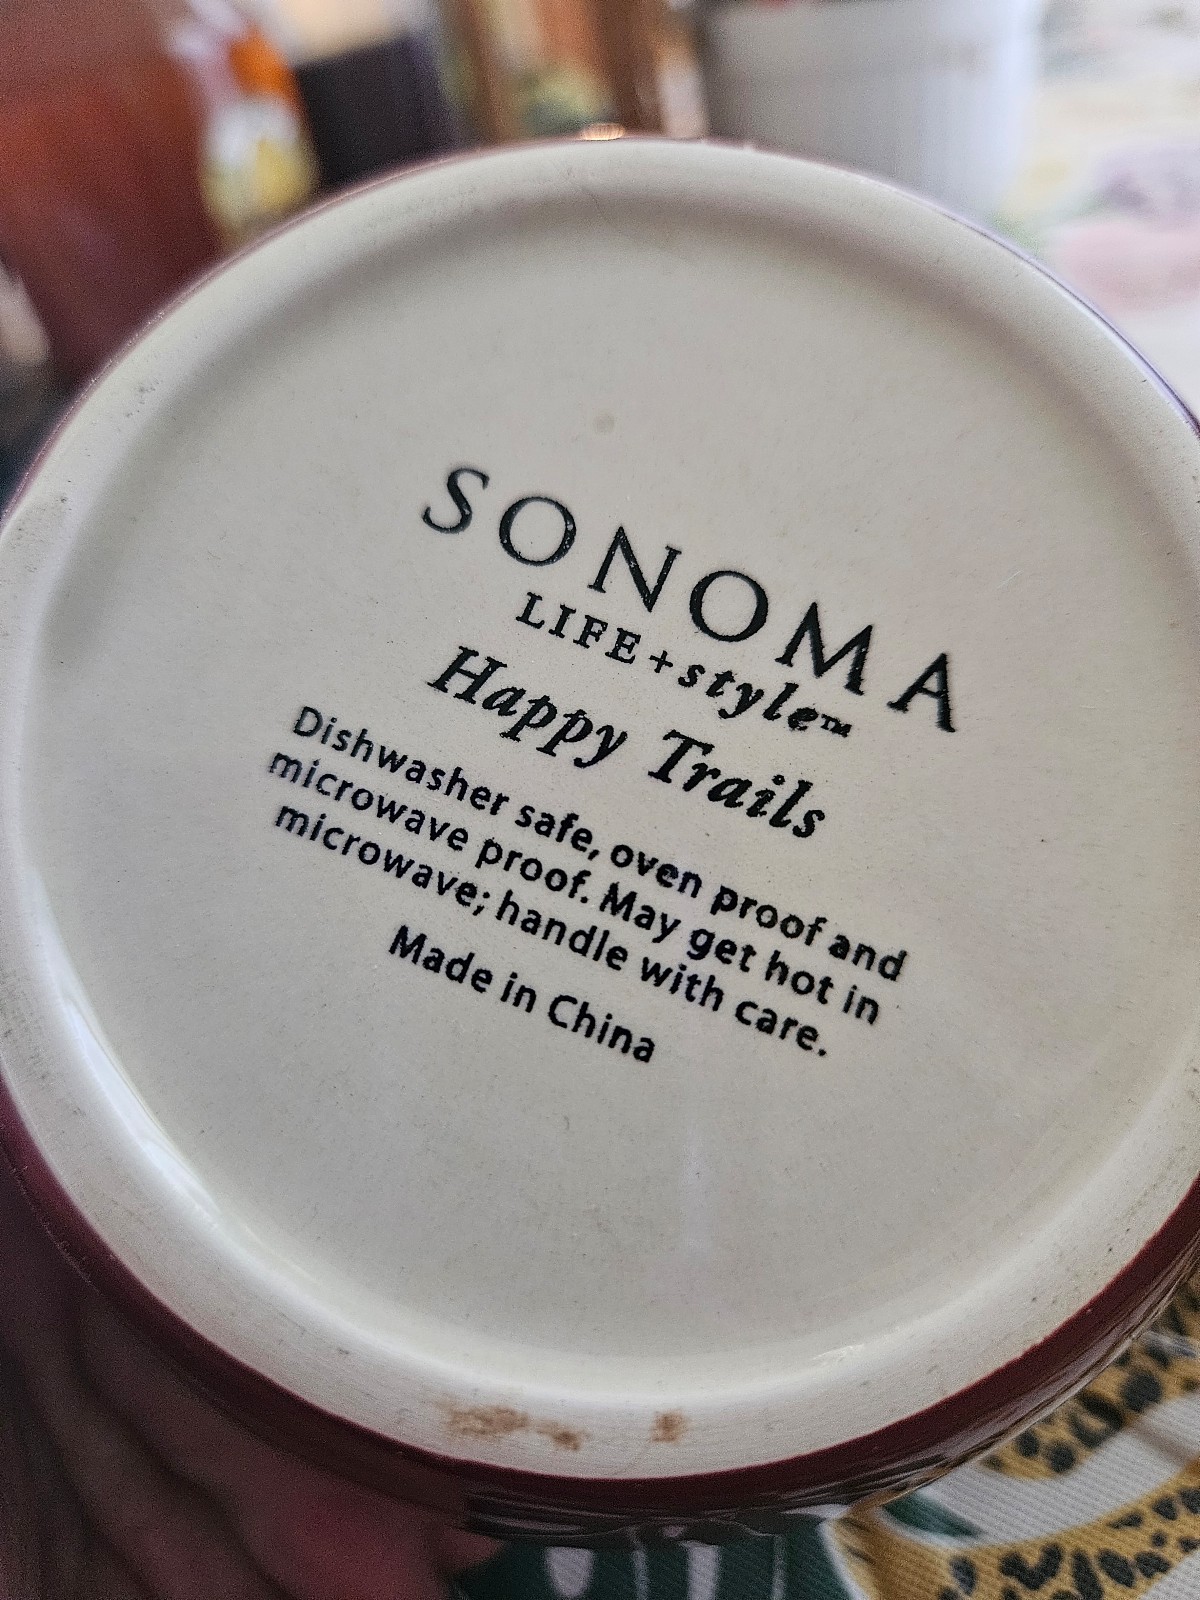 SONOMA
LIFE+style™
Happy Trails
Dishwasher safe, oven proof and
microwave proof. May get hot in
microwave; handle with care.
Made in China